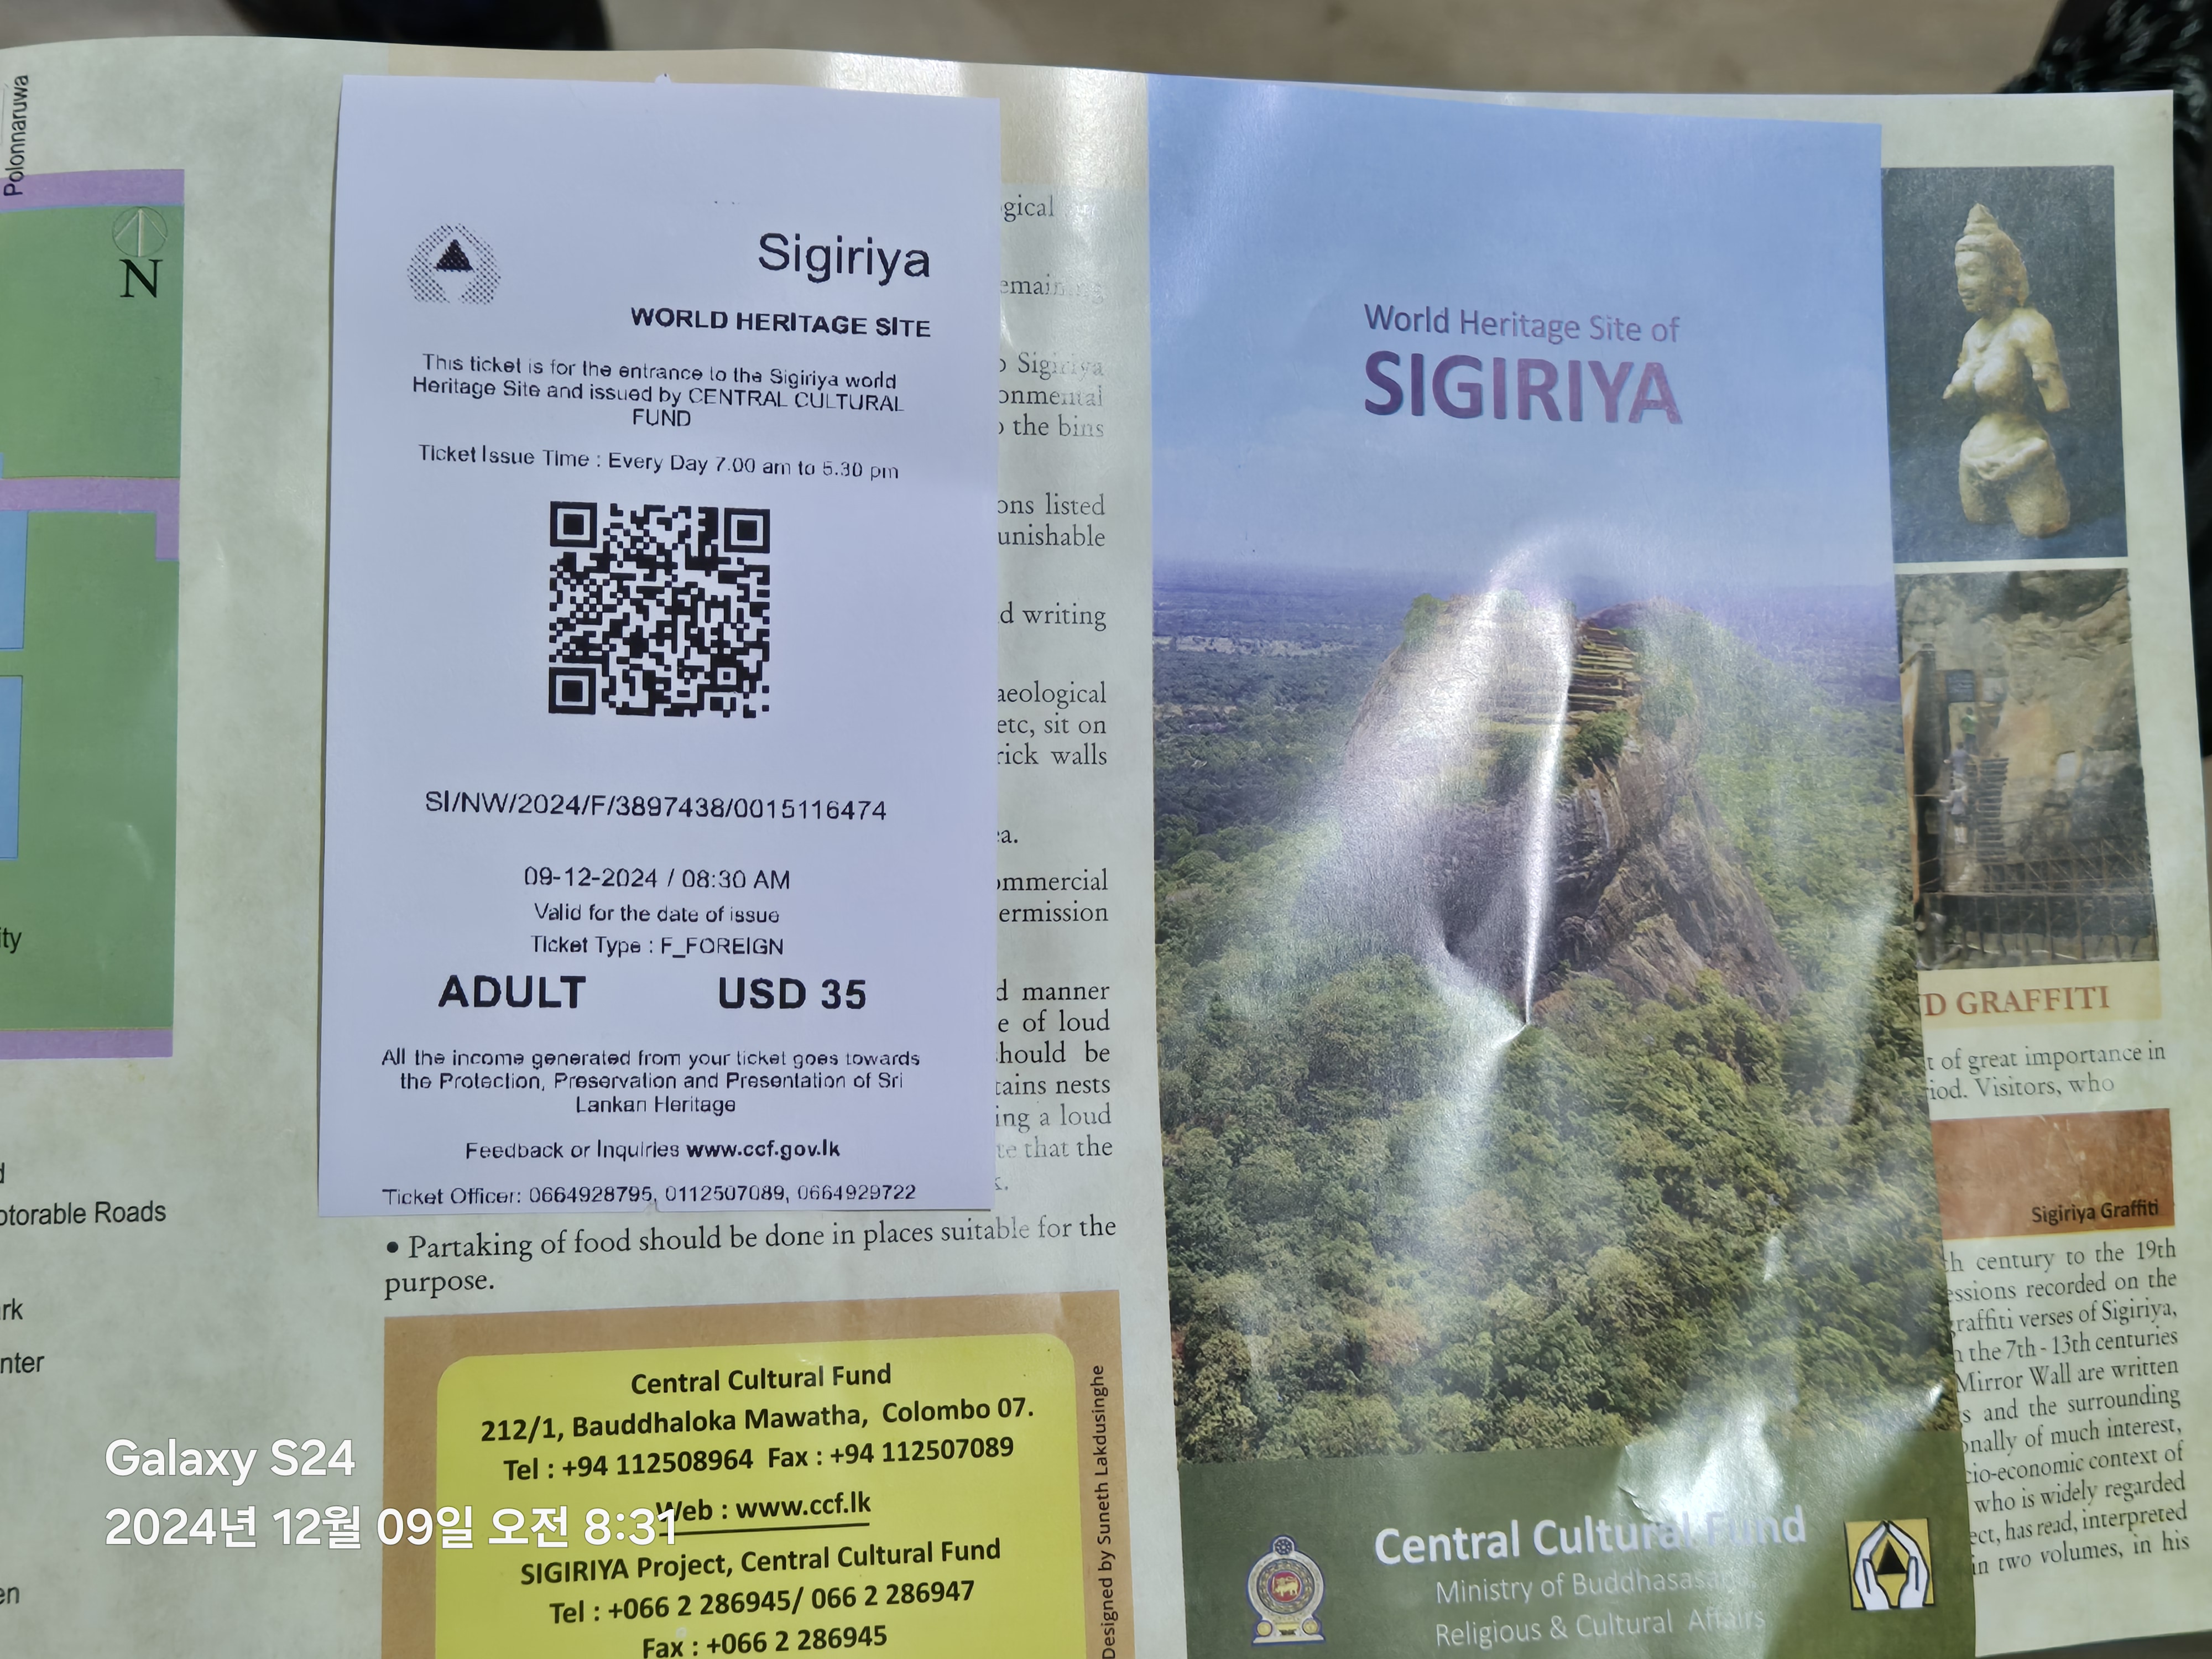 Polonnaruwa
N
ity
otorable Roads
rk
nter
en
Sigiriya
WORLD HERITAGE SITE
This ticket is for the entrance to the Sigiriya world
Heritage Site and issued by CENTRAL CULTURAL
FUND
Ticket Issue Time : Every Day 7.00 am to 5.30 pm
SI/NW/2024/F/3897438/0015116474
09-12-2024 / 08:30 AM
Valid for the date of issue
Ticket Type : F_FOREIGN
ADULT USD 35
All the income generated from your ticket goes towards
the Protection, Preservation and Presentation of Sri
Lankan Heritage
Feedback or Inquiries www.ccf.gov.lk
Ticket Officer: 0664928795, 0112507089, 0664929722
gical
emaining
Sigiriya
onmental
the bins
ons listed
unishable
d writing
aeological
etc, sit on
rick walls
ea.
ommercial
ermission
d manner
e of loud
hould be
tains nests
ing a loud
te that the
k.
• Partaking of food should be done in places suitable for the
purpose.
Central Cultural Fund
212/1, Bauddhaloka Mawatha, Colombo 07.
Tel : +94 112508964 Fax : +94 112507089
Web : www.ccf.lk
SIGIRIYA Project, Central Cultural Fund
Tel : +066 2 286945/ 066 2 286947
Fax : +066 2 286945
Designed by Suneth Lakdusinghe
World Heritage Site of
SIGIRIYA
Central Cultural Fund
Ministry of Buddhasasana,
Religious & Cultural Affairs
D GRAFFITI
t of great importance in
iod. Visitors, who
Sigiriya Graffiti
h century to the 19th
essions recorded on the
graffiti verses of Sigiriya,
n the 7th - 13th centuries
Mirror Wall are written
s and the surrounding
onally of much interest,
cio-economic context of
who is widely regarded
ect, has read, interpreted
in two volumes, in his
Galaxy S24
2024년 12월 09일 오전 8:31